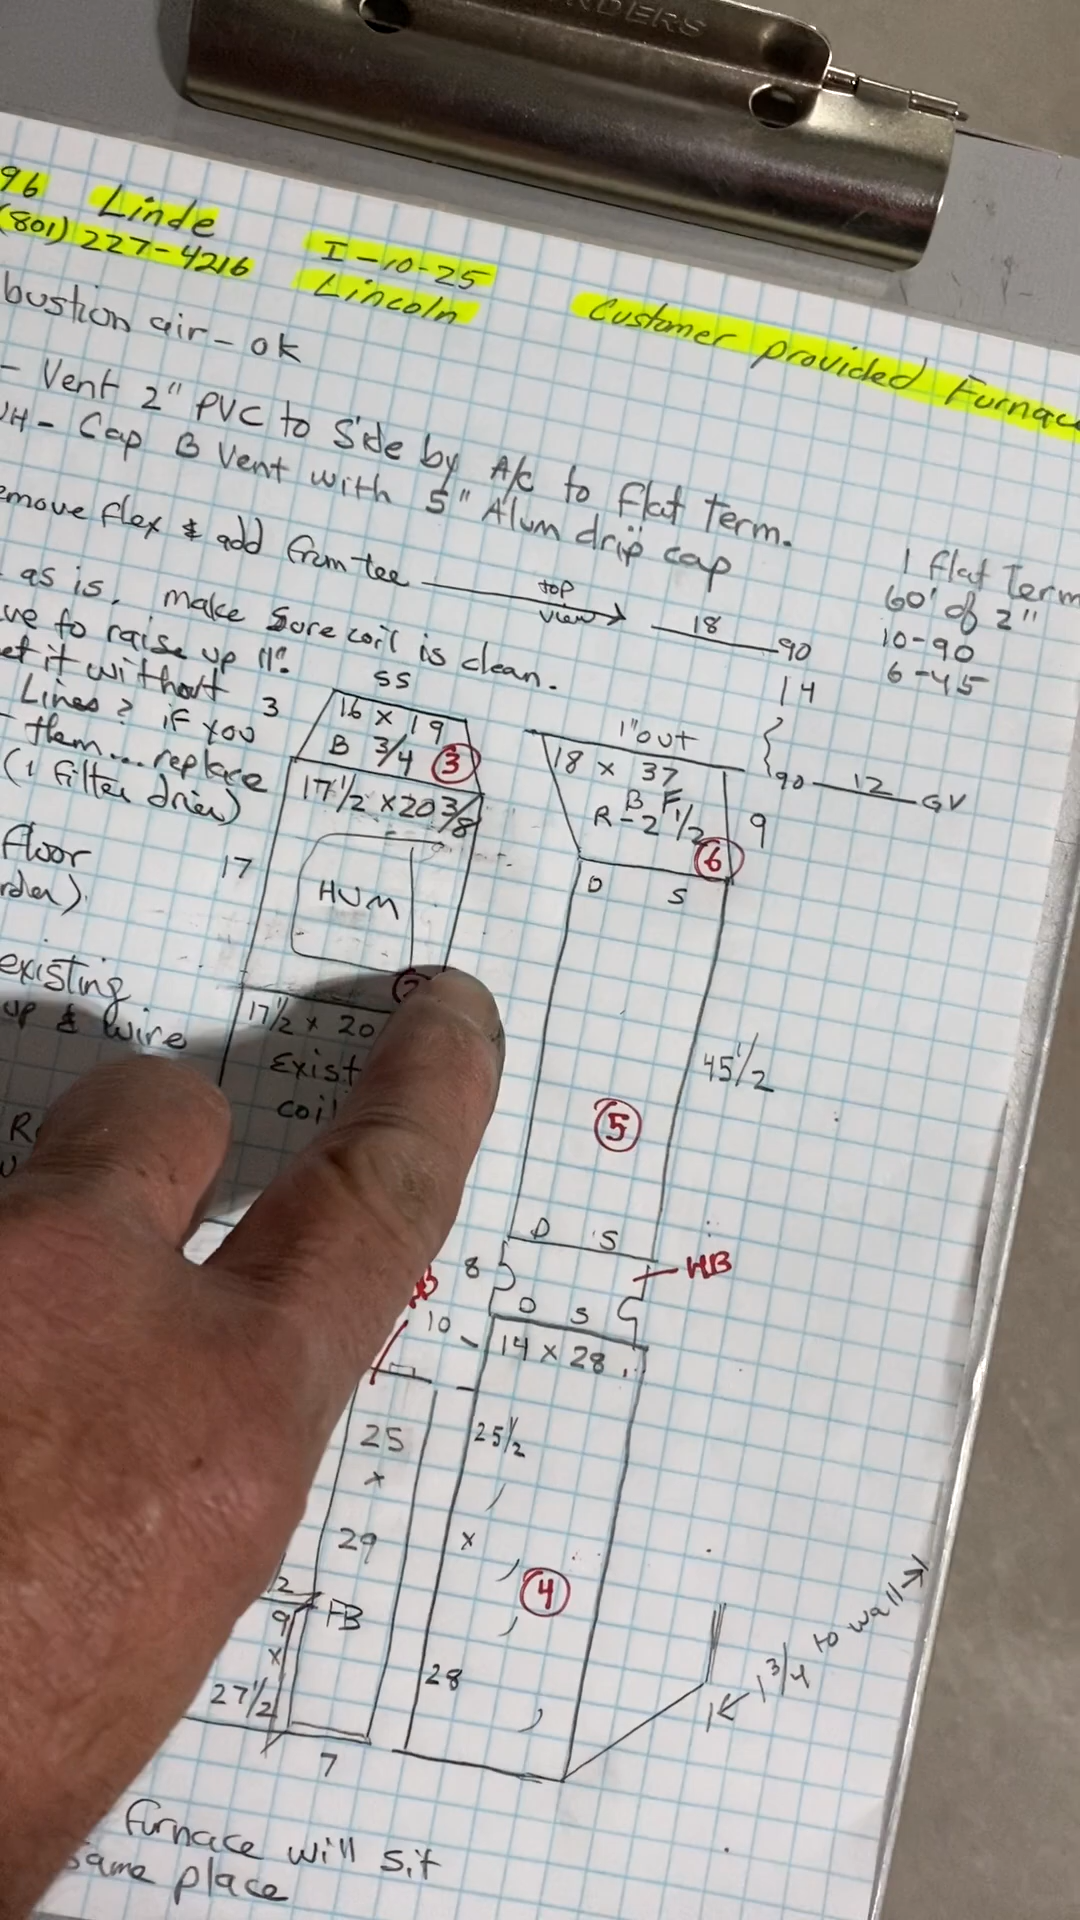 96 Linde
(801) 227-4216
I-10-25
Lincoln
Customer provided Furnac
bustion air - ok
- Vent 2" PVC to Side by A/c to flat term.
WH - Cap B Vent with 5" Alum drip cap
emove flex & add from tee
top
view
18
90
14
90
12
GV
1 flat Term
60' of 2"
10-90
6-45
as is. make sure coil is clean.
ve to raise up 11"
et it without 3
Lines? if you
them... replace
(1 filter drier)
floor
existing
up & wire
SS
16 x 19
B 3/4 3
17 1/2 x 20 3/8
17
HUM
17 1/2 x 20
Exist
coil
1" out
18 x 37
B F
R-2 1/2
6
9
D S
45 1/2
5
D S
8
HB
D S
10
14 x 28
25
x
29
25 1/2
x
28
4
9
x
27 1/2
FB
7
1 3/4 to wall
furnace will sit
same place